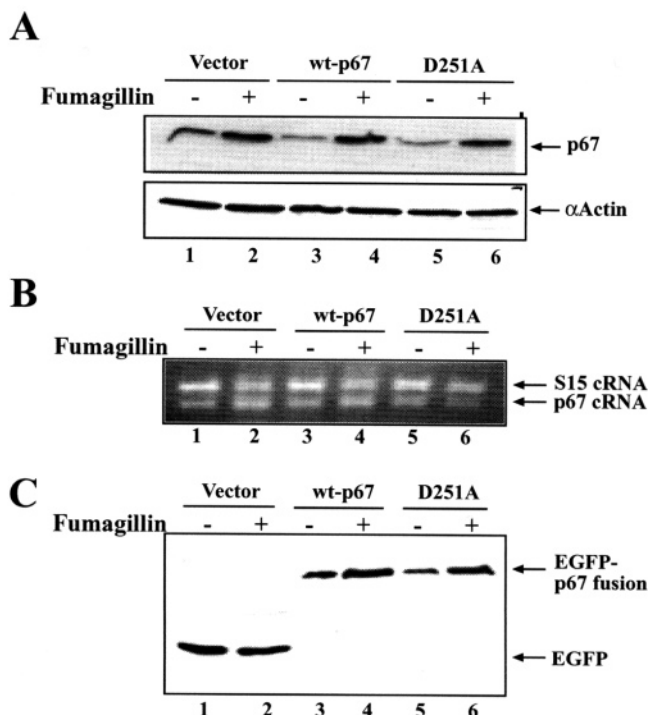 A
Vector wt-p67 D251A
Fumagillin - + - + - +
p67
αActin
1 2 3 4 5 6
B
Vector wt-p67 D251A
Fumagillin - + - + - +
S15 cRNA
p67 cRNA
1 2 3 4 5 6
C
Vector wt-p67 D251A
Fumagillin - + - + - +
EGFP-
p67 fusion
EGFP
1 2 3 4 5 6